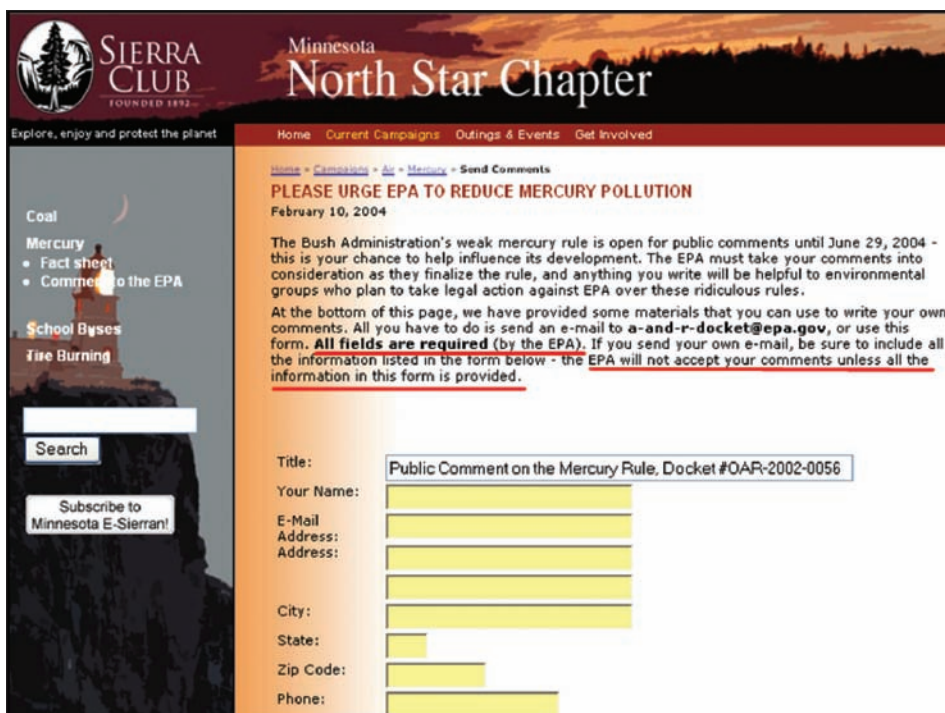 SIERRA
CLUB
FOUNDED 1892
Minnesota
North Star Chapter
Explore, enjoy and protect the planet
Home Current Campaigns Outings & Events Get Involved
Coal
Mercury
• Fact sheet
• Comment to the EPA
School Buses
Tire Burning
Search
Subscribe to
Minnesota E-Sierran!
Home » Campaigns » Air » Mercury » Send Comments
PLEASE URGE EPA TO REDUCE MERCURY POLLUTION
February 10, 2004
The Bush Administration's weak mercury rule is open for public comments until June 29, 2004 -
this is your chance to help influence its development. The EPA must take your comments into
consideration as they finalize the rule, and anything you write will be helpful to environmental
groups who plan to take legal action against EPA over these ridiculous rules.
At the bottom of this page, we have provided some materials that you can use to write your own
comments. All you have to do is send an e-mail to a-and-r-docket@epa.gov, or use this
form. All fields are required (by the EPA). If you send your own e-mail, be sure to include all
the information listed in the form below - the EPA will not accept your comments unless all the
information in this form is provided.
Title: Public Comment on the Mercury Rule, Docket #OAR-2002-0056
Your Name:
E-Mail
Address:
Address:
City:
State:
Zip Code:
Phone: